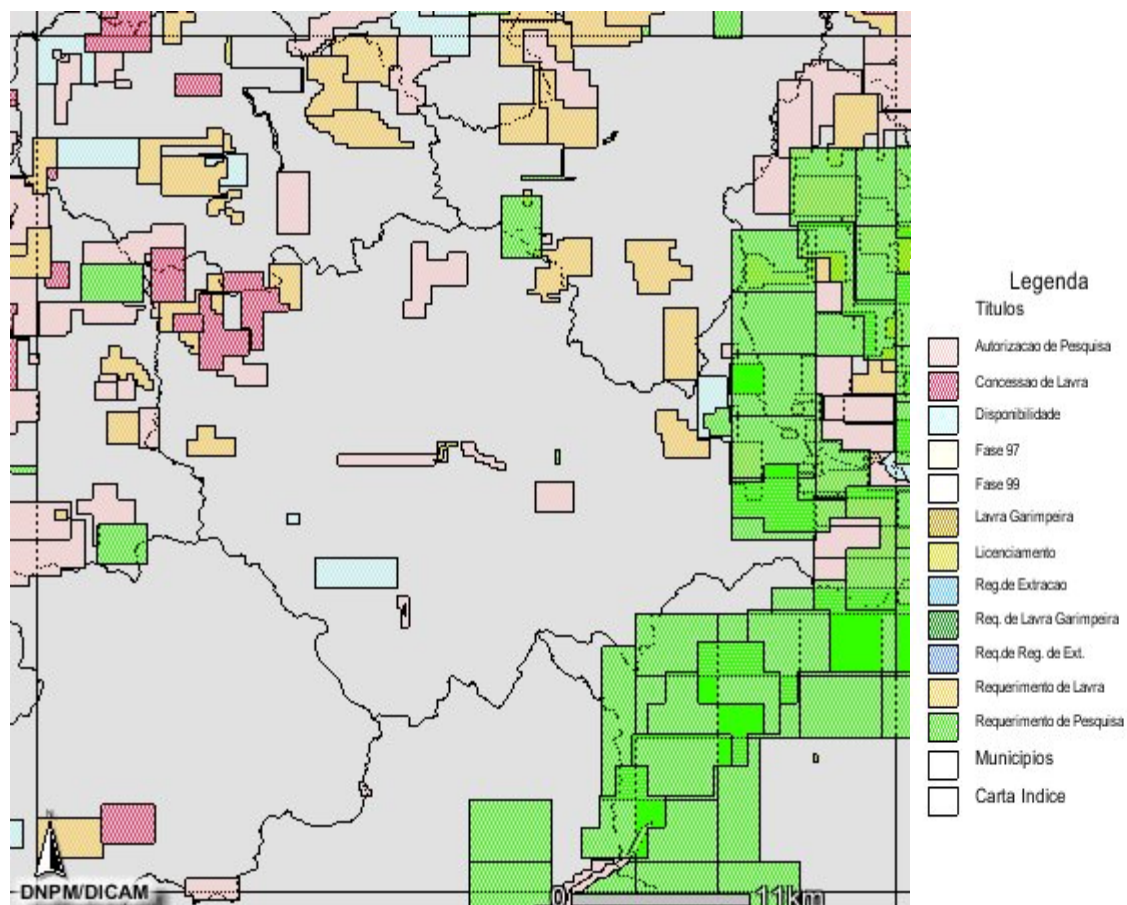 Legenda
Titulos
Autorizacao de Pesquisa
Concessao de Lavra
Disponibilidade
Fase 97
Fase 99
Lavra Garimpeira
Licenciamento
Reg.de Extracao
Req. de Lavra Garimpeira
Req.de Reg. de Ext.
Requerimento de Lavra
Requerimento de Pesquisa
Municipios
Carta Indice
N
DNPM/DICAM
0 11km